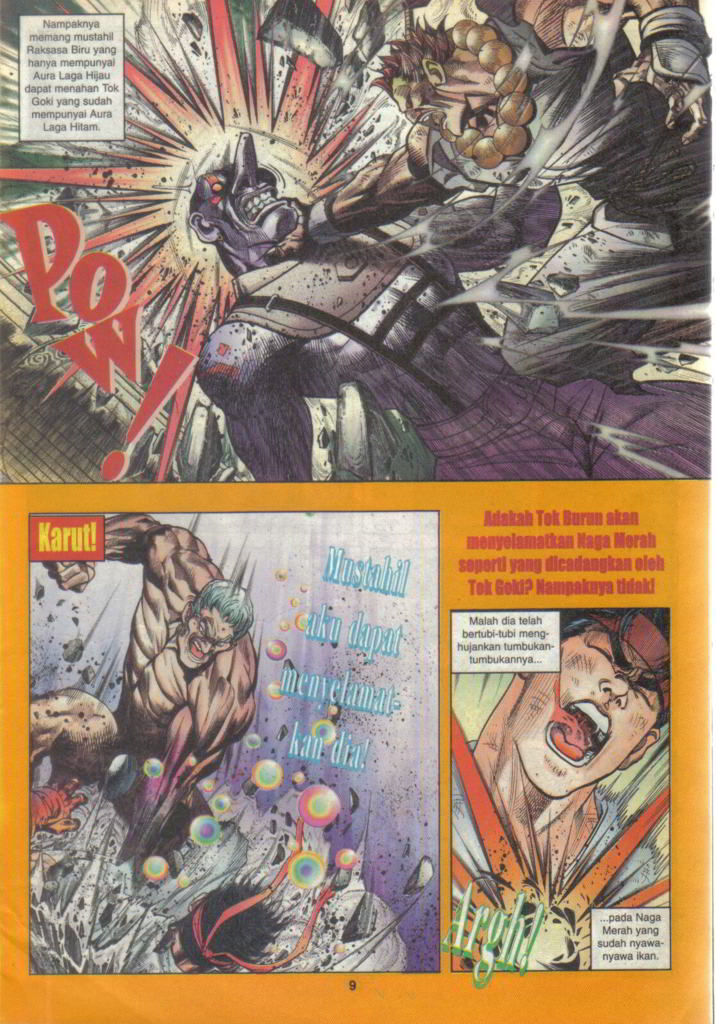 Nampaknya
memang mustahil
Raksasa Biru yang
hanya mempunyai
Aura Laga Hijau
dapat menahan Tok
Goki yang sudah
mempunyai Aura
Laga Hitam.
POW!
Karut!
Mustahil
aku dapat
menyelamat-
kan dia!
Adakah Tok Burun akan
menyelamatkan Naga Merah
seperti yang dicadangkan oleh
Tok Goki? Nampaknya tidak!
Malah dia telah
bertubi-tubi meng-
hujankan tumbukan-
tumbukannya...
Argh!
...pada Naga
Merah yang
sudah nyawa-
nyawa ikan.
9